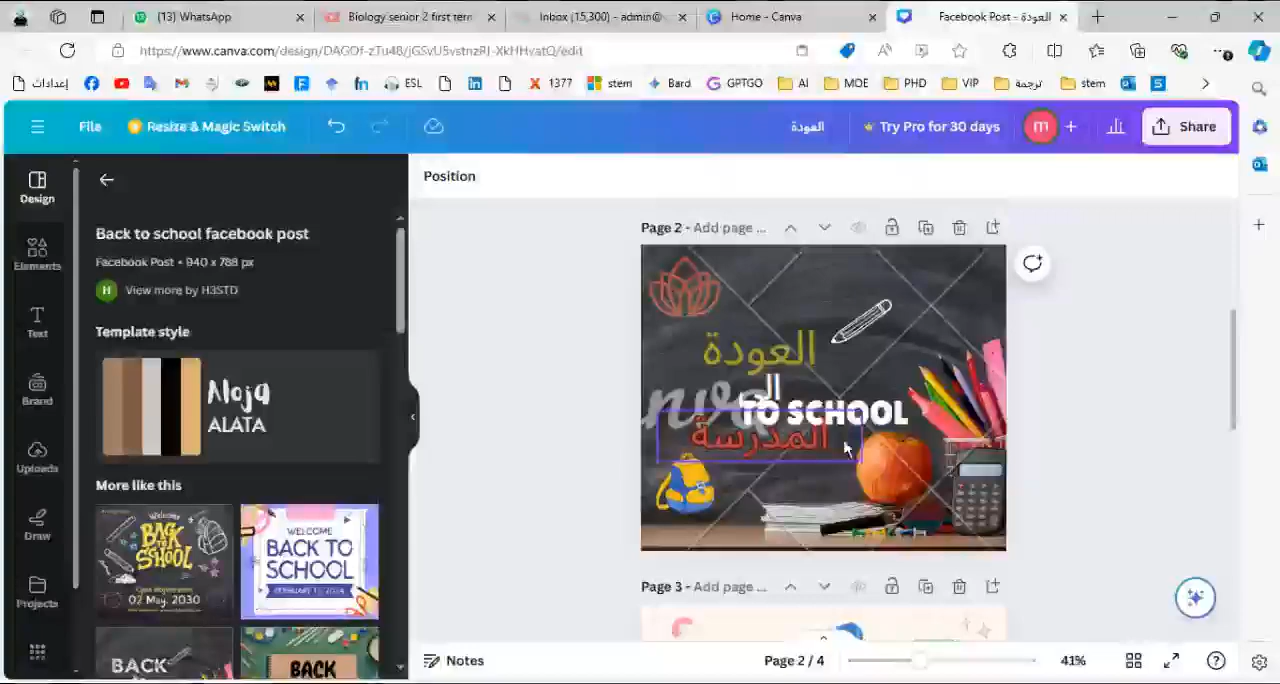 (13) WhatsApp
Biology senior 2 first tern
Inbox (15,300) - admin@
Home - Canva
Facebook Post - العودة
https://www.canva.com/design/DAGOf-zTu48/jGSvU5vstnzRJ-XkHHvatQ/edit
إعدادات
ESL
1377
stem
Bard
GPTGO
AI
MOE
PHD
VIP
ترجمة
stem
File
Resize & Magic Switch
العودة
Try Pro for 30 days
m
Share
Design
Elements
Text
Brand
Uploads
Draw
Projects
Back to school facebook post
Facebook Post • 940 x 788 px
H
View more by H3STD
Template style
Aloja
ALATA
More like this
WELCOME
BACK
TO
SCHOOL
02 May, 2030
WELCOME
BACK TO
SCHOOL
BACK
BACK
Position
Page 2 - Add page ...
العودة
الى
TO SCHOOL
المدرسة
Page 3 - Add page ...
Notes
Page 2 / 4
41%